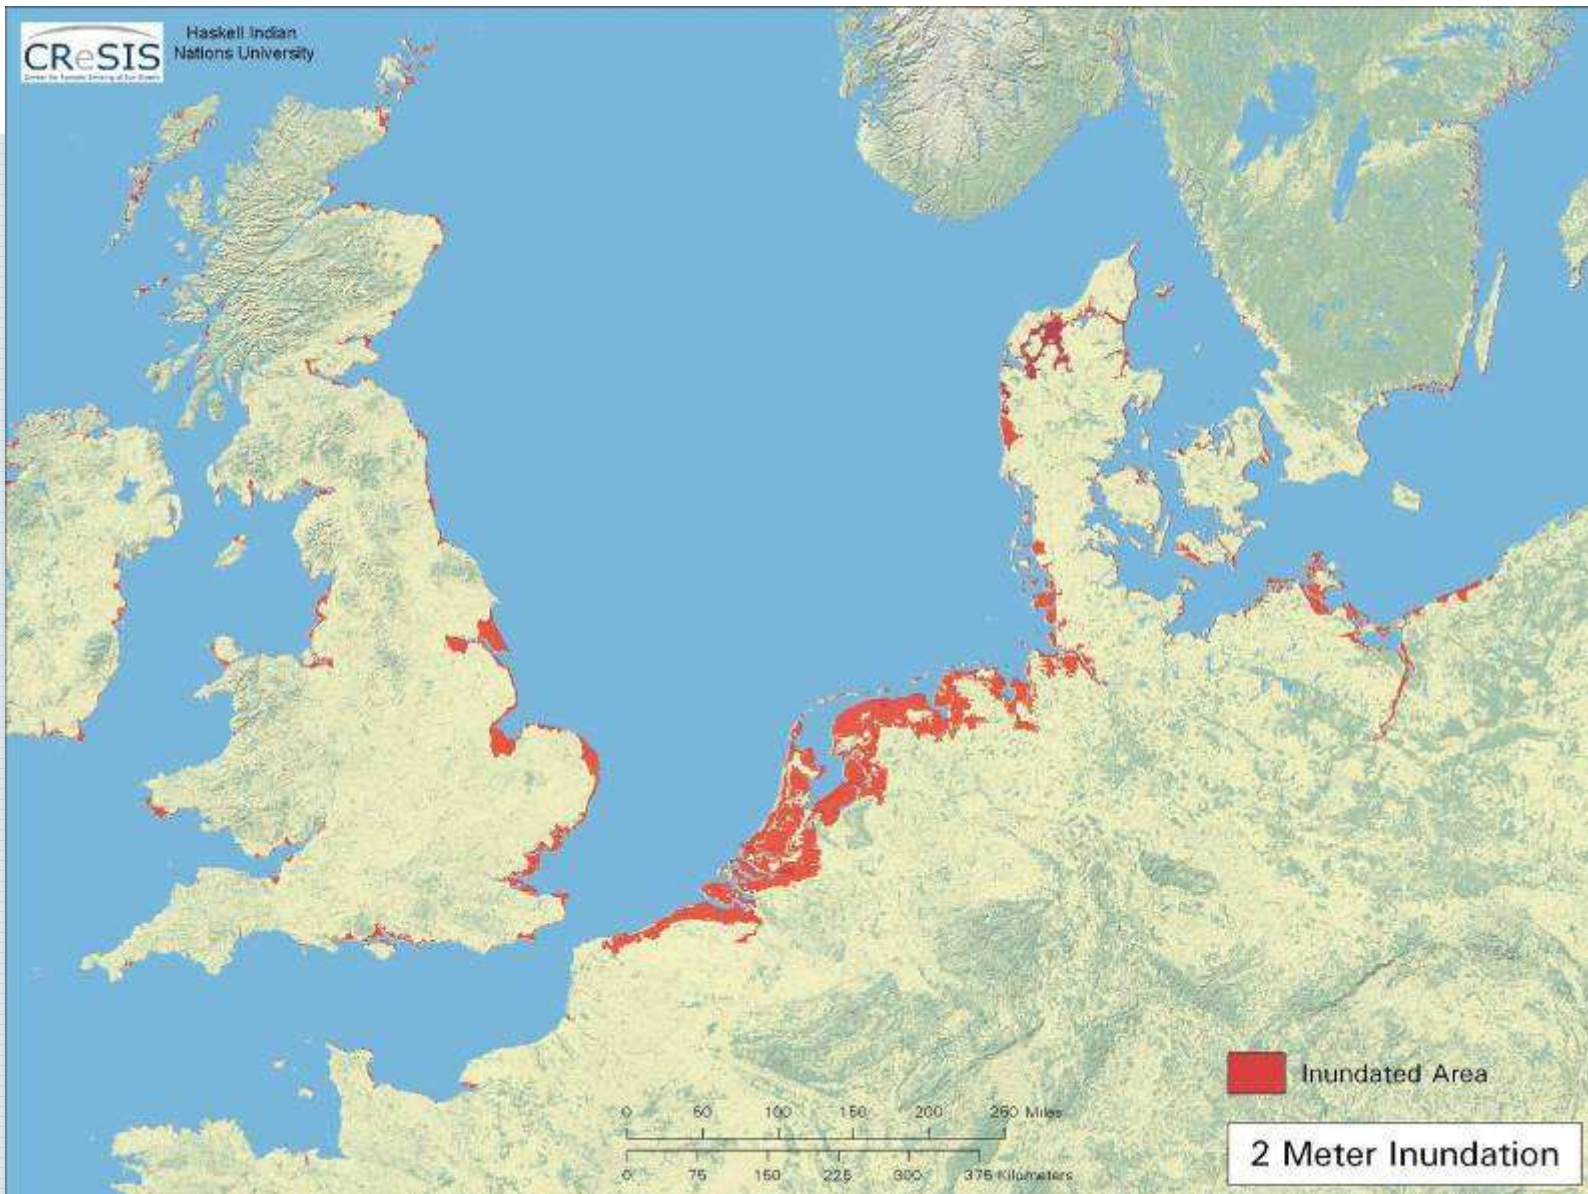 CReSIS
Haskell Indian
Nations University
Inundated Area
0 50 100 150 200 250 Miles
0 75 150 225 300 375 Kilometers
2 Meter Inundation